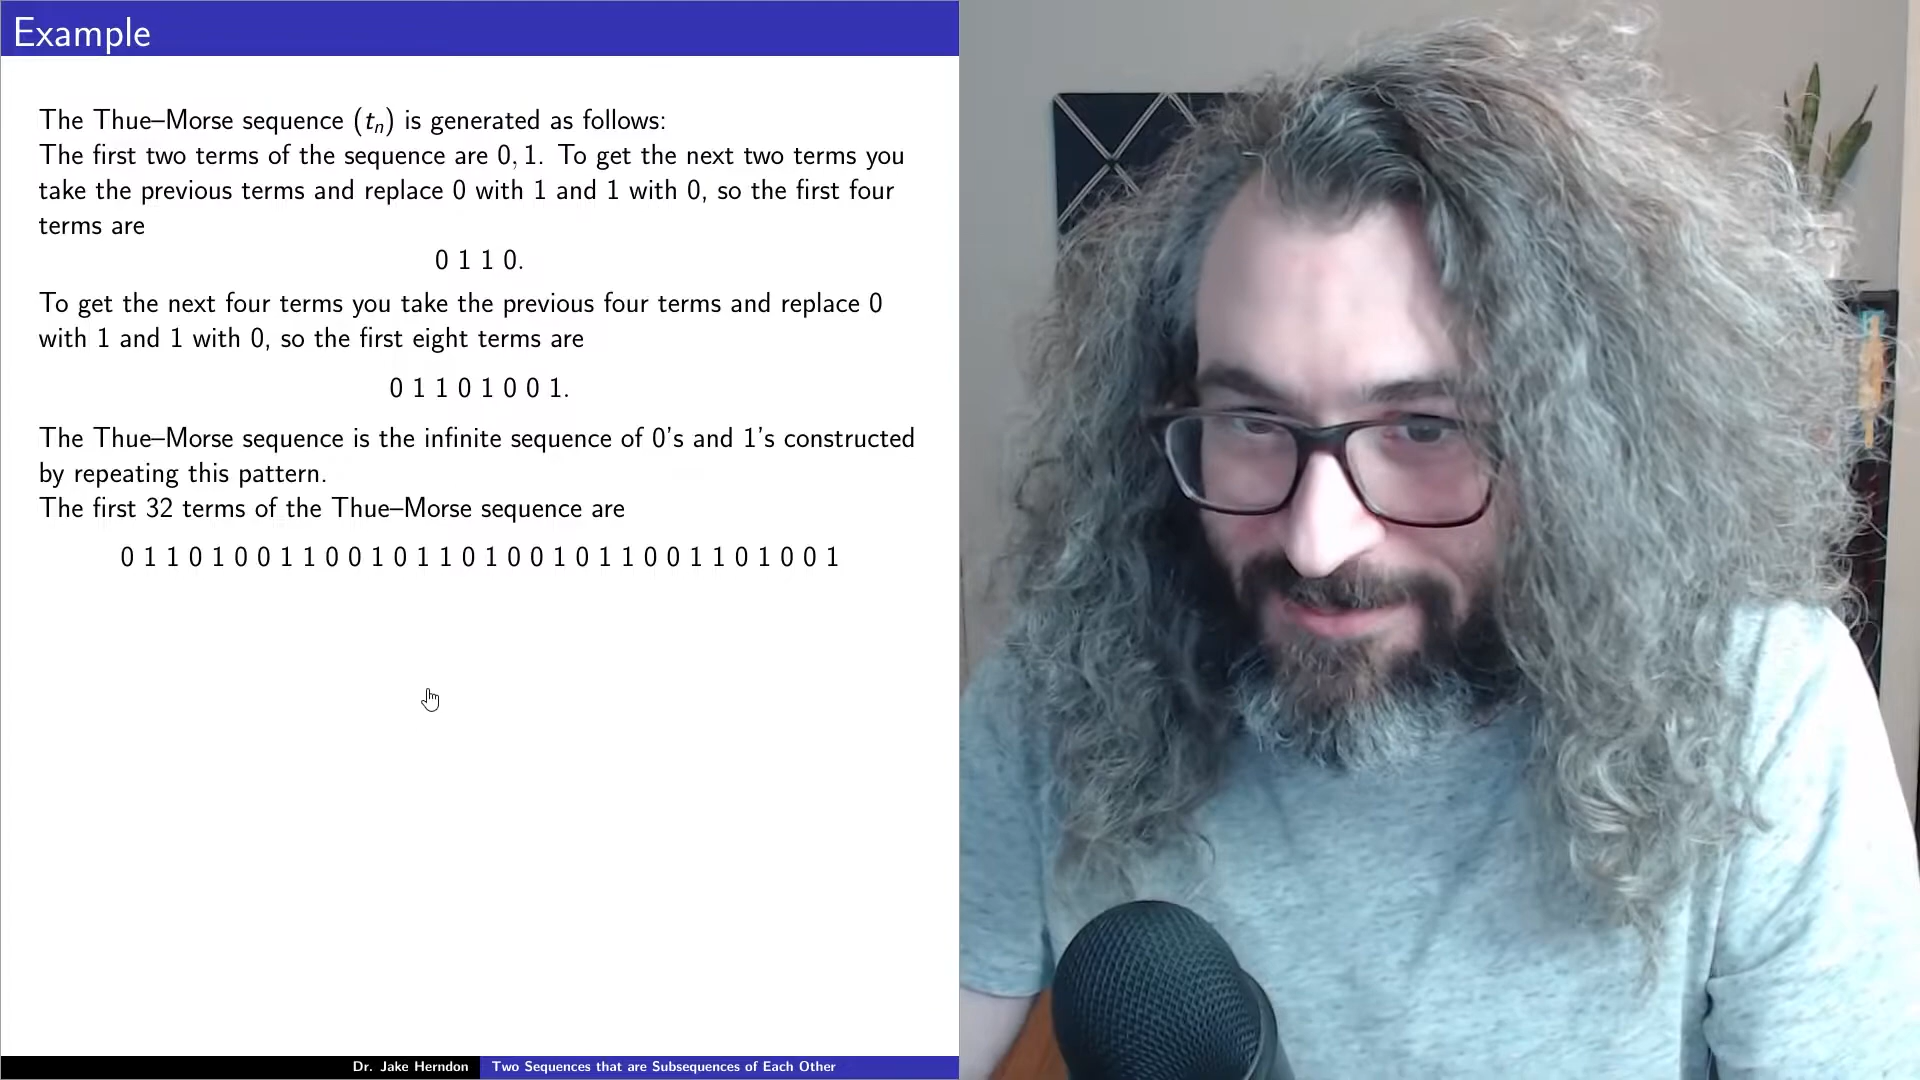 Example
The Thue–Morse sequence (tₙ) is generated as follows:
The first two terms of the sequence are 0, 1. To get the next two terms you
take the previous terms and replace 0 with 1 and 1 with 0, so the first four
terms are
0 1 1 0.
To get the next four terms you take the previous four terms and replace 0
with 1 and 1 with 0, so the first eight terms are
0 1 1 0 1 0 0 1.
The Thue–Morse sequence is the infinite sequence of 0's and 1's constructed
by repeating this pattern.
The first 32 terms of the Thue–Morse sequence are
0 1 1 0 1 0 0 1 1 0 0 1 0 1 1 0 1 0 0 1 0 1 1 0 0 1 1 0 1 0 0 1
Dr. Jake Herndon Two Sequences that are Subsequences of Each Other